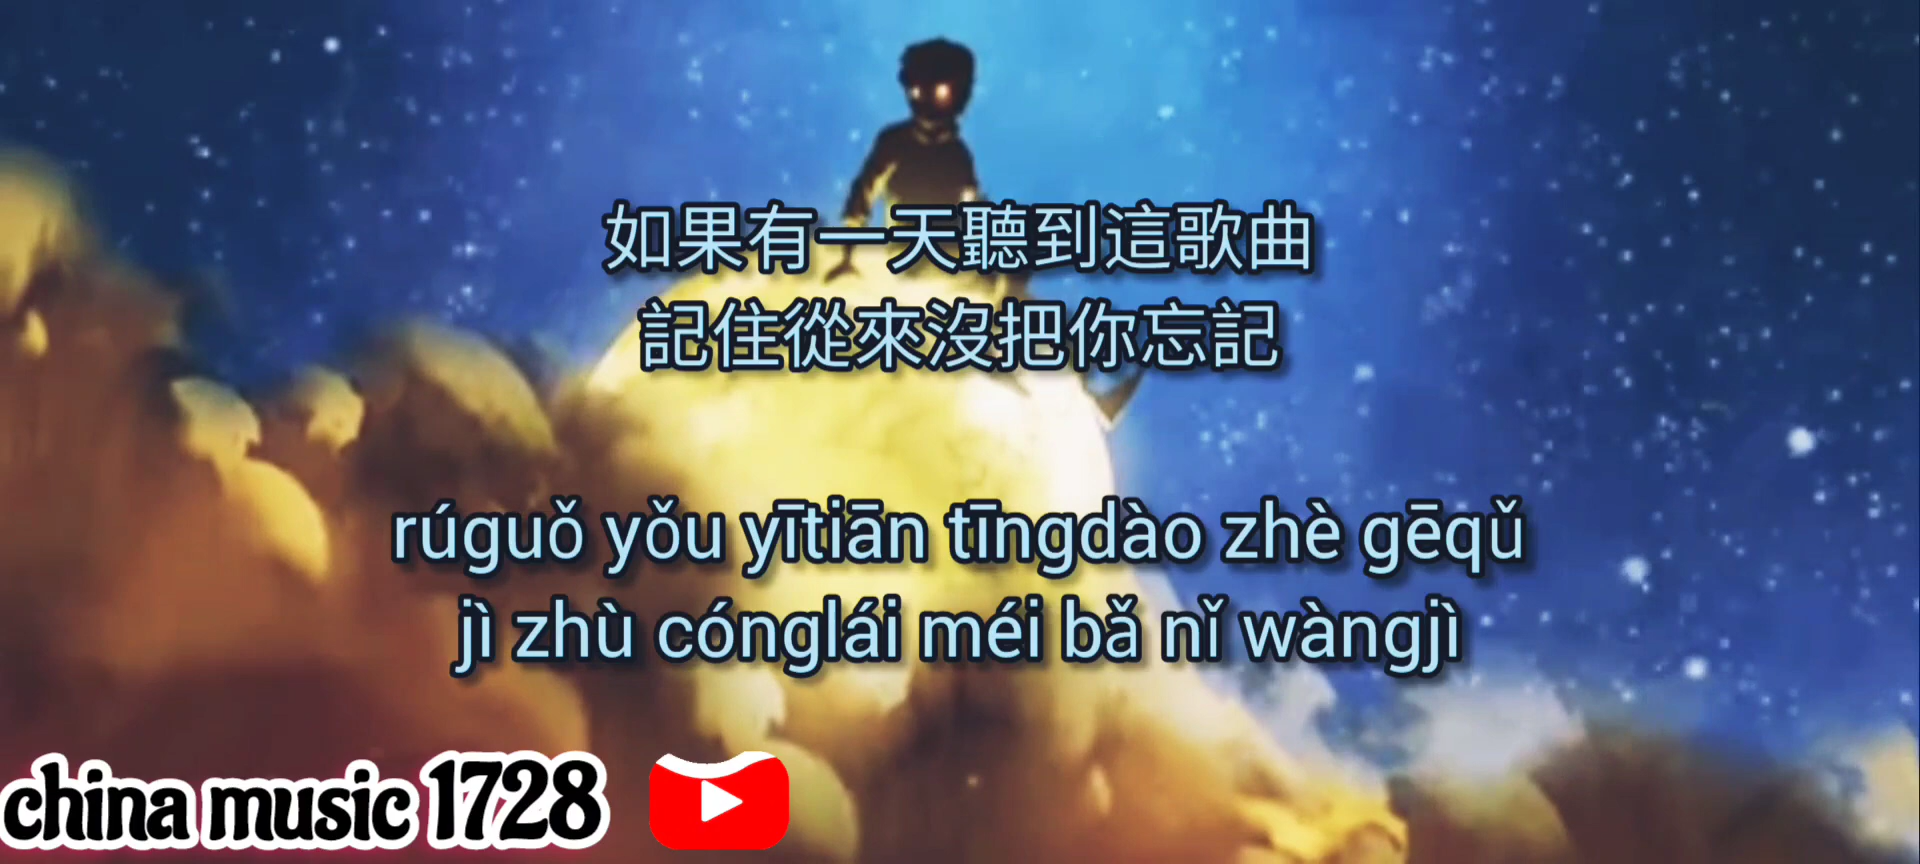 如果有一天聽到這歌曲
記住從來沒把你忘記
rúguǒ yǒu yītiān tīngdào zhè gēqǔ
jì zhù cónglái méi bǎ nǐ wàngjì
china music 1728